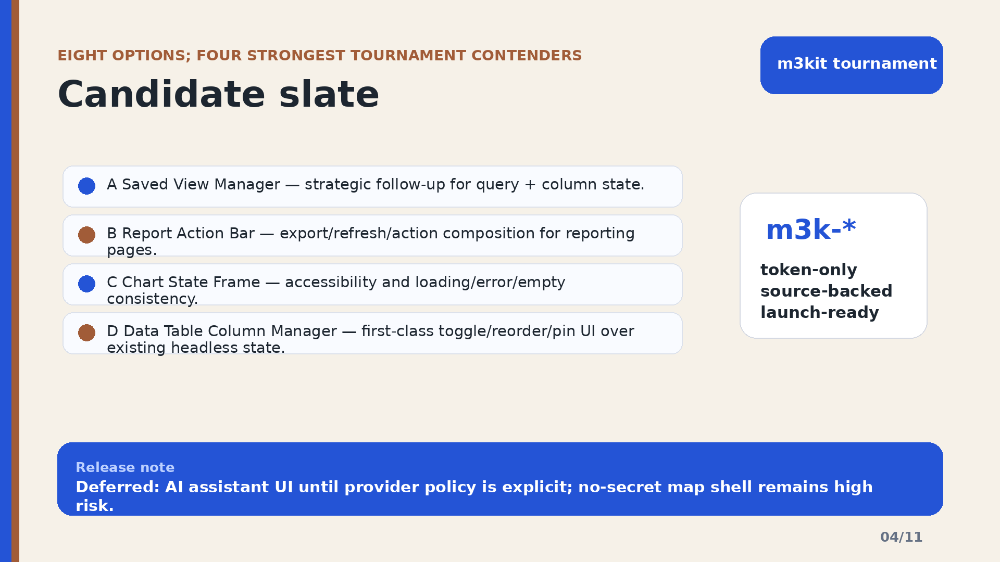 EIGHT OPTIONS; FOUR STRONGEST TOURNAMENT CONTENDERS
Candidate slate
m3kit tournament
A Saved View Manager — strategic follow-up for query + column state.
B Report Action Bar — export/refresh/action composition for reporting
pages.
C Chart State Frame — accessibility and loading/error/empty
consistency.
D Data Table Column Manager — first-class toggle/reorder/pin UI over
existing headless state.
m3k-*
token-only
source-backed
launch-ready
Release note
Deferred: AI assistant UI until provider policy is explicit; no-secret map shell remains high
risk.
04/11